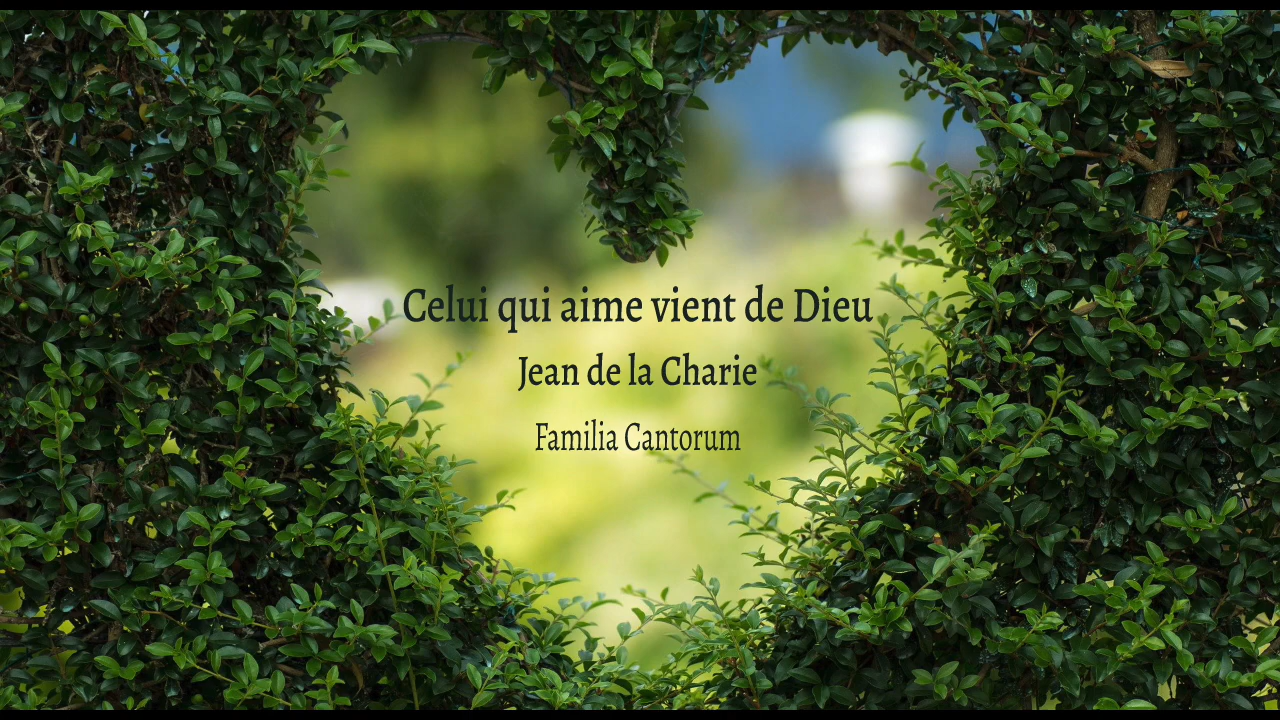 Celui qui aime vient de Dieu
Jean de la Charie
Familia Cantorum